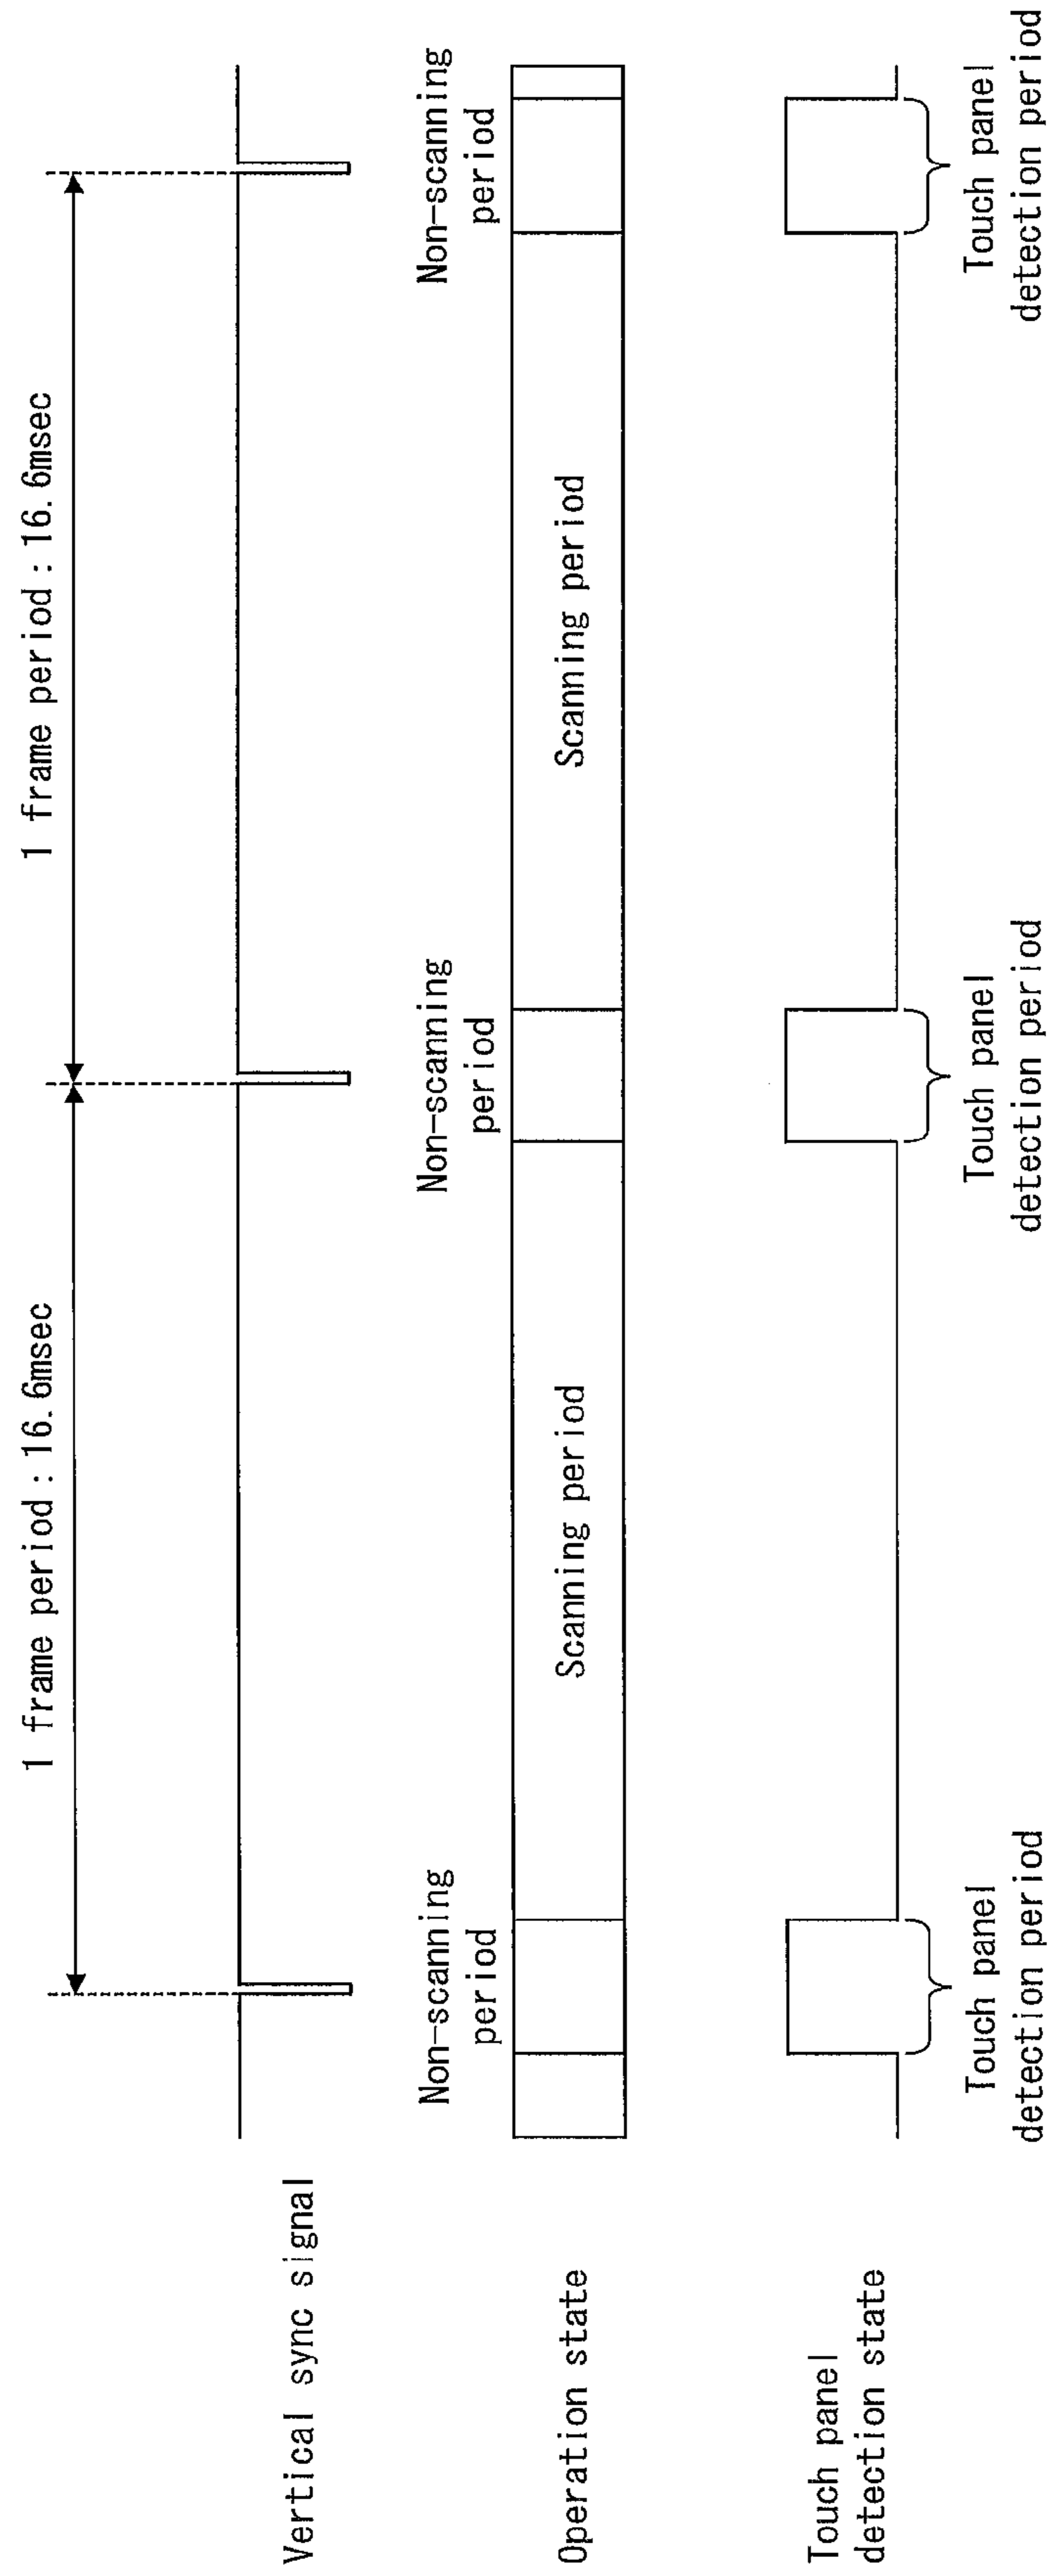 1 frame period : 16.6msec
1 frame period : 16.6msec
Vertical sync signal
Non-scanning
period
Non-scanning
period
Non-scanning
period
Operation state
Scanning period
Scanning period
Touch panel
detection state
Touch panel
detection period
Touch panel
detection period
Touch panel
detection period